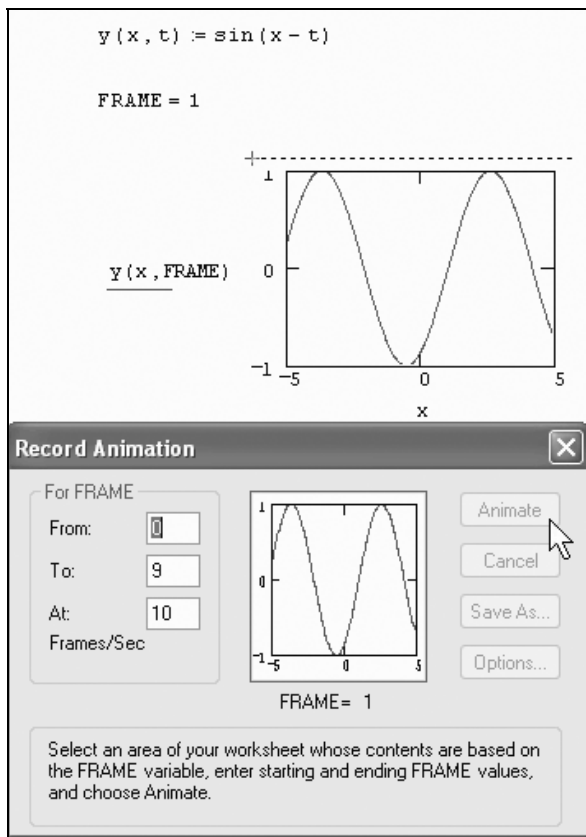 y(x,t) := sin(x-t)
FRAME = 1
1
y(x,FRAME)
0
-1
-5
0
5
x
Record Animation
For FRAME
From: 0
To: 9
At: 10
Frames/Sec
1
0
-1
-5
0
5
FRAME= 1
Animate
Cancel
Save As...
Options...
Select an area of your worksheet whose contents are based on
the FRAME variable, enter starting and ending FRAME values,
and choose Animate.